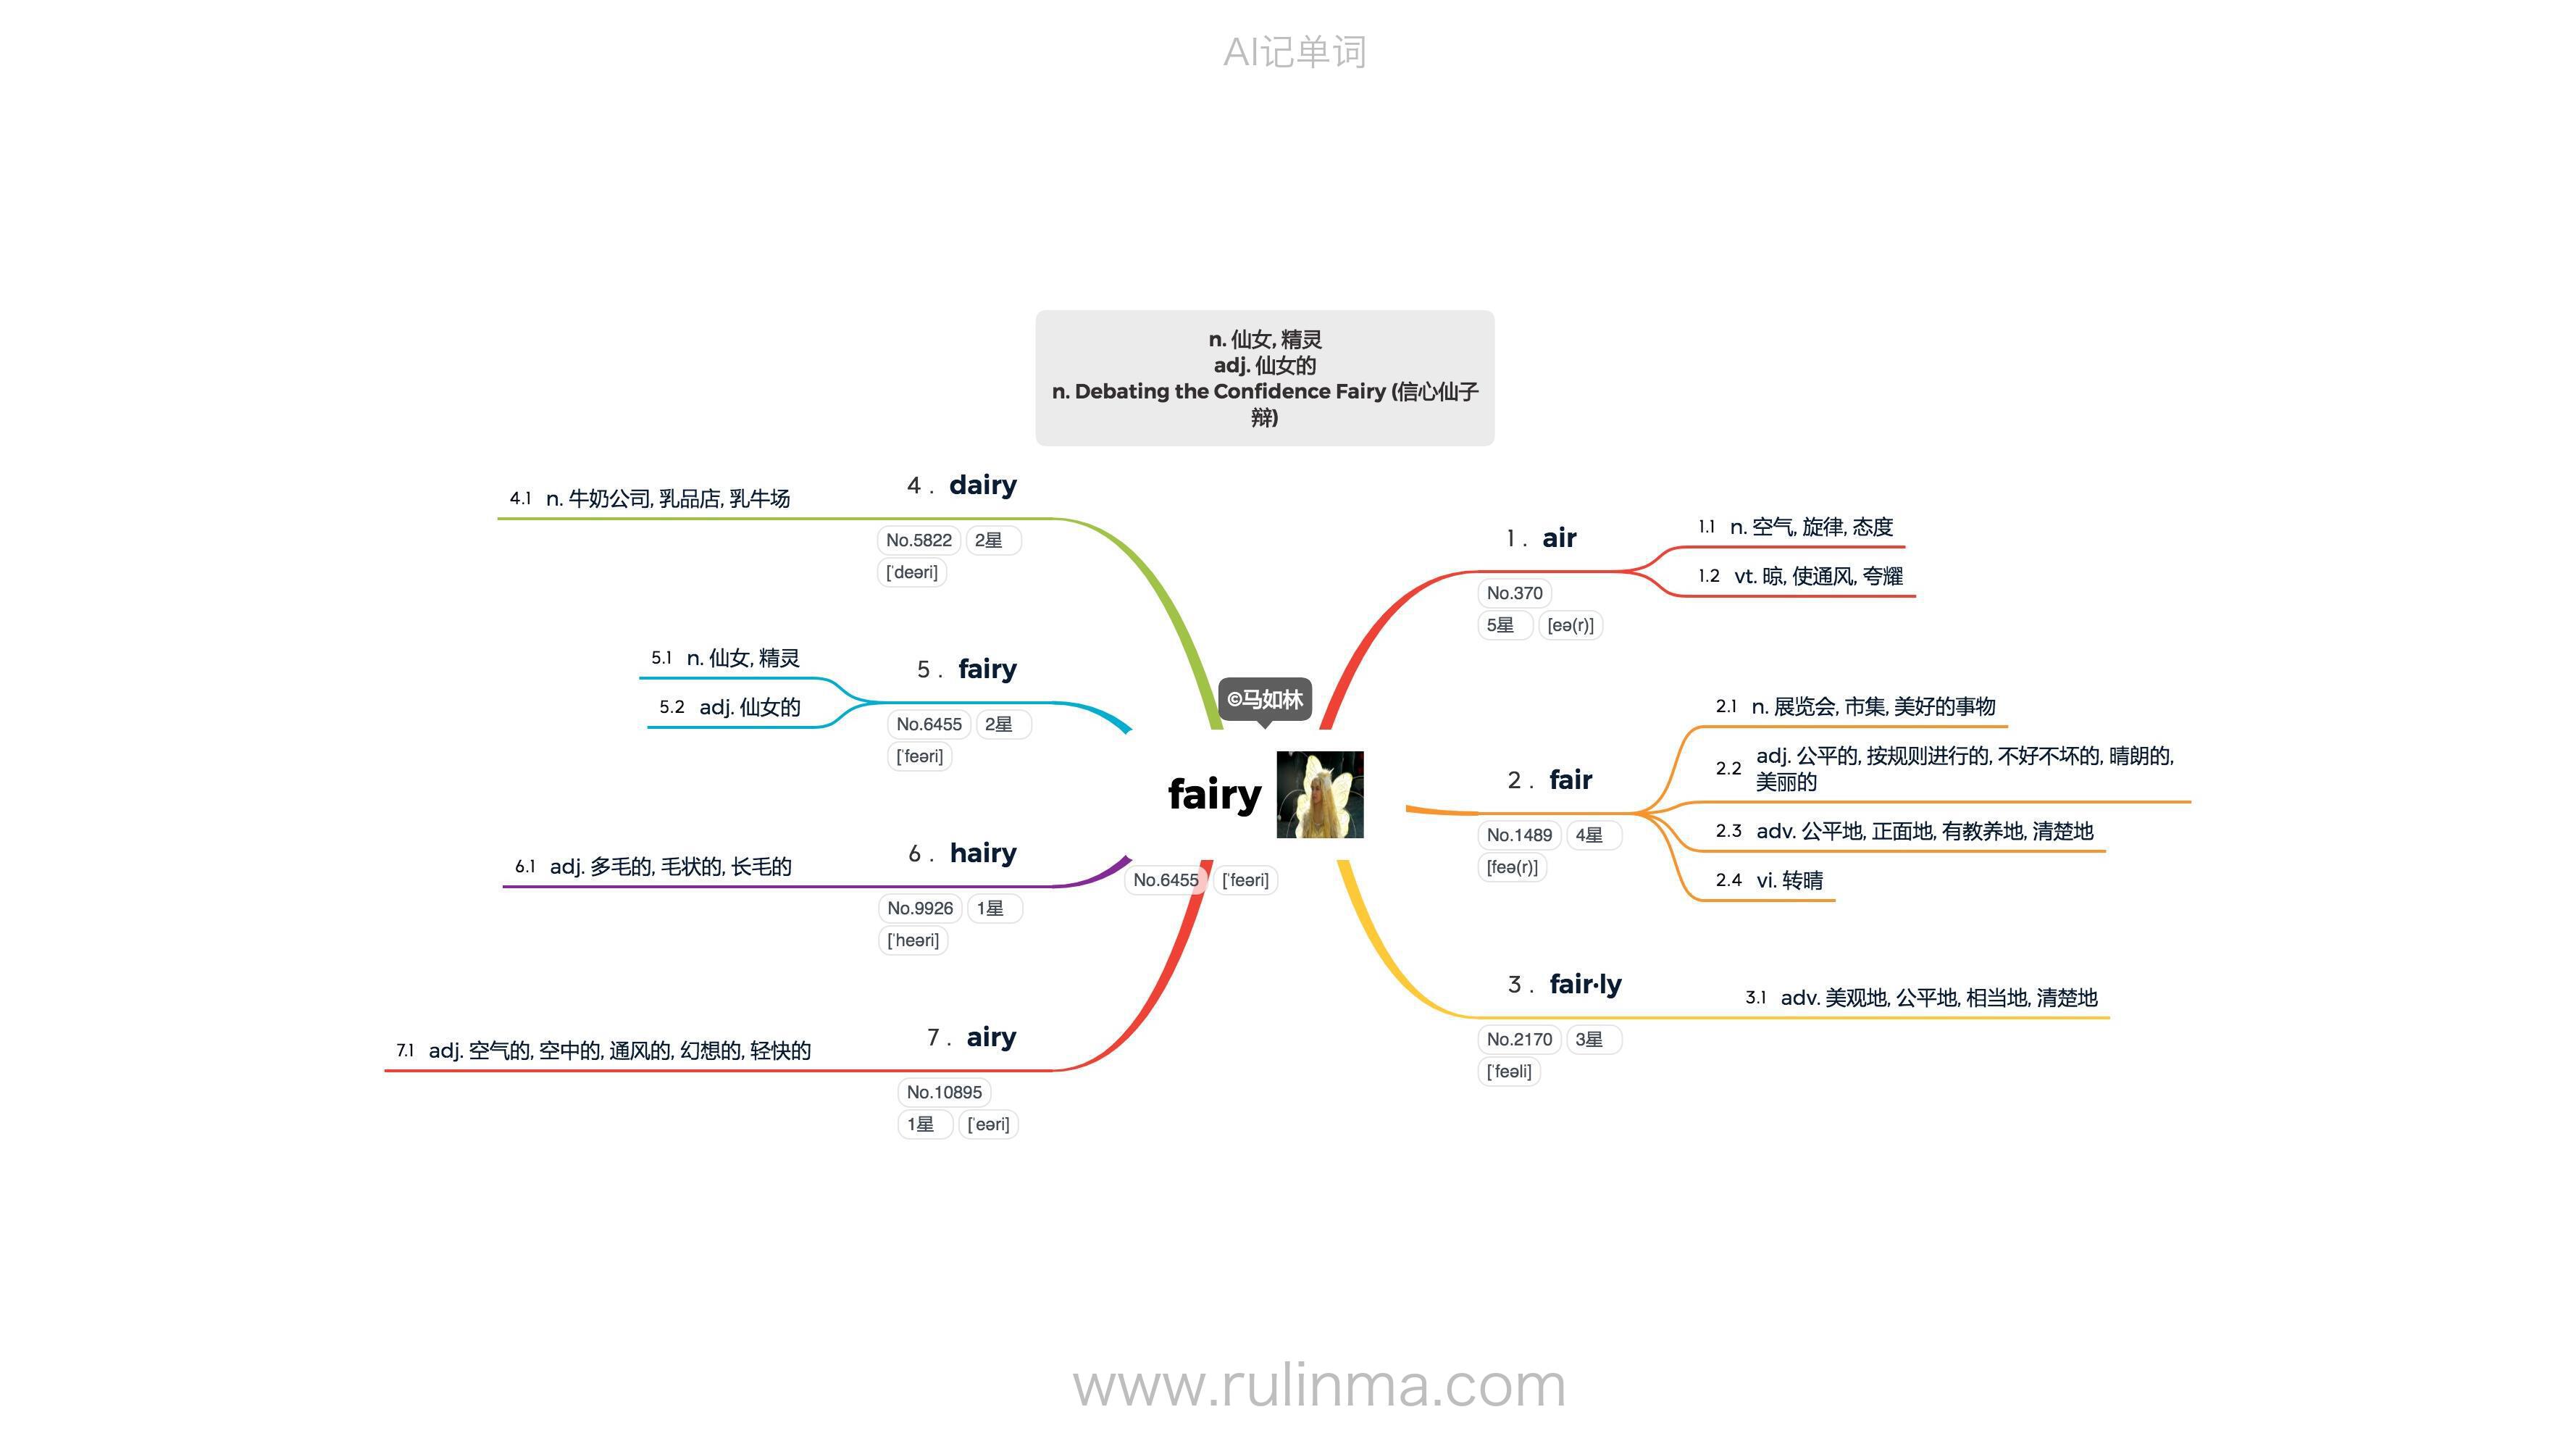 AI记单词
n. 仙女, 精灵
adj. 仙女的
n. Debating the Confidence Fairy (信心仙子
辩)
©马如林
fairy
No.6455 [ˈfeəri]
1 . air
No.370
5星 [eə(r)]
1.1 n. 空气, 旋律, 态度
1.2 vt. 晾, 使通风, 夸耀
2 . fair
No.1489 4星
[feə(r)]
2.1 n. 展览会, 市集, 美好的事物
2.2 adj. 公平的, 按规则进行的, 不好不坏的, 晴朗的,
美丽的
2.3 adv. 公平地, 正面地, 有教养地, 清楚地
2.4 vi. 转晴
3 . fair·ly
No.2170 3星
[ˈfeəli]
3.1 adv. 美观地, 公平地, 相当地, 清楚地
4 . dairy
No.5822 2星
[ˈdeəri]
4.1 n. 牛奶公司, 乳品店, 乳牛场
5 . fairy
No.6455 2星
[ˈfeəri]
5.1 n. 仙女, 精灵
5.2 adj. 仙女的
6 . hairy
No.9926 1星
[ˈheəri]
6.1 adj. 多毛的, 毛状的, 长毛的
7 . airy
No.10895
1星 [ˈeəri]
7.1 adj. 空气的, 空中的, 通风的, 幻想的, 轻快的
www.rulinma.com